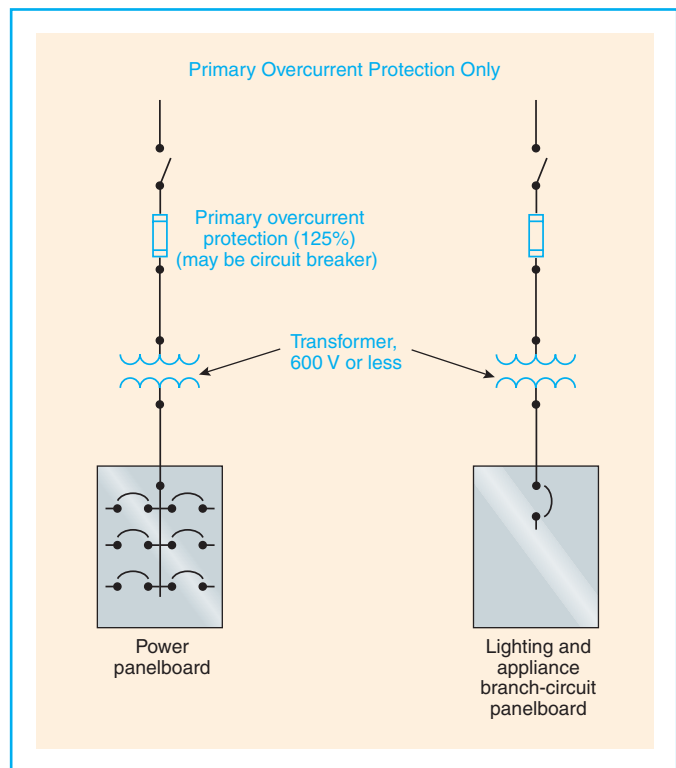 Primary Overcurrent Protection Only
Primary overcurrent
protection (125%)
(may be circuit breaker)
Transformer,
600 V or less
Power
panelboard
Lighting and
appliance
branch-circuit
panelboard